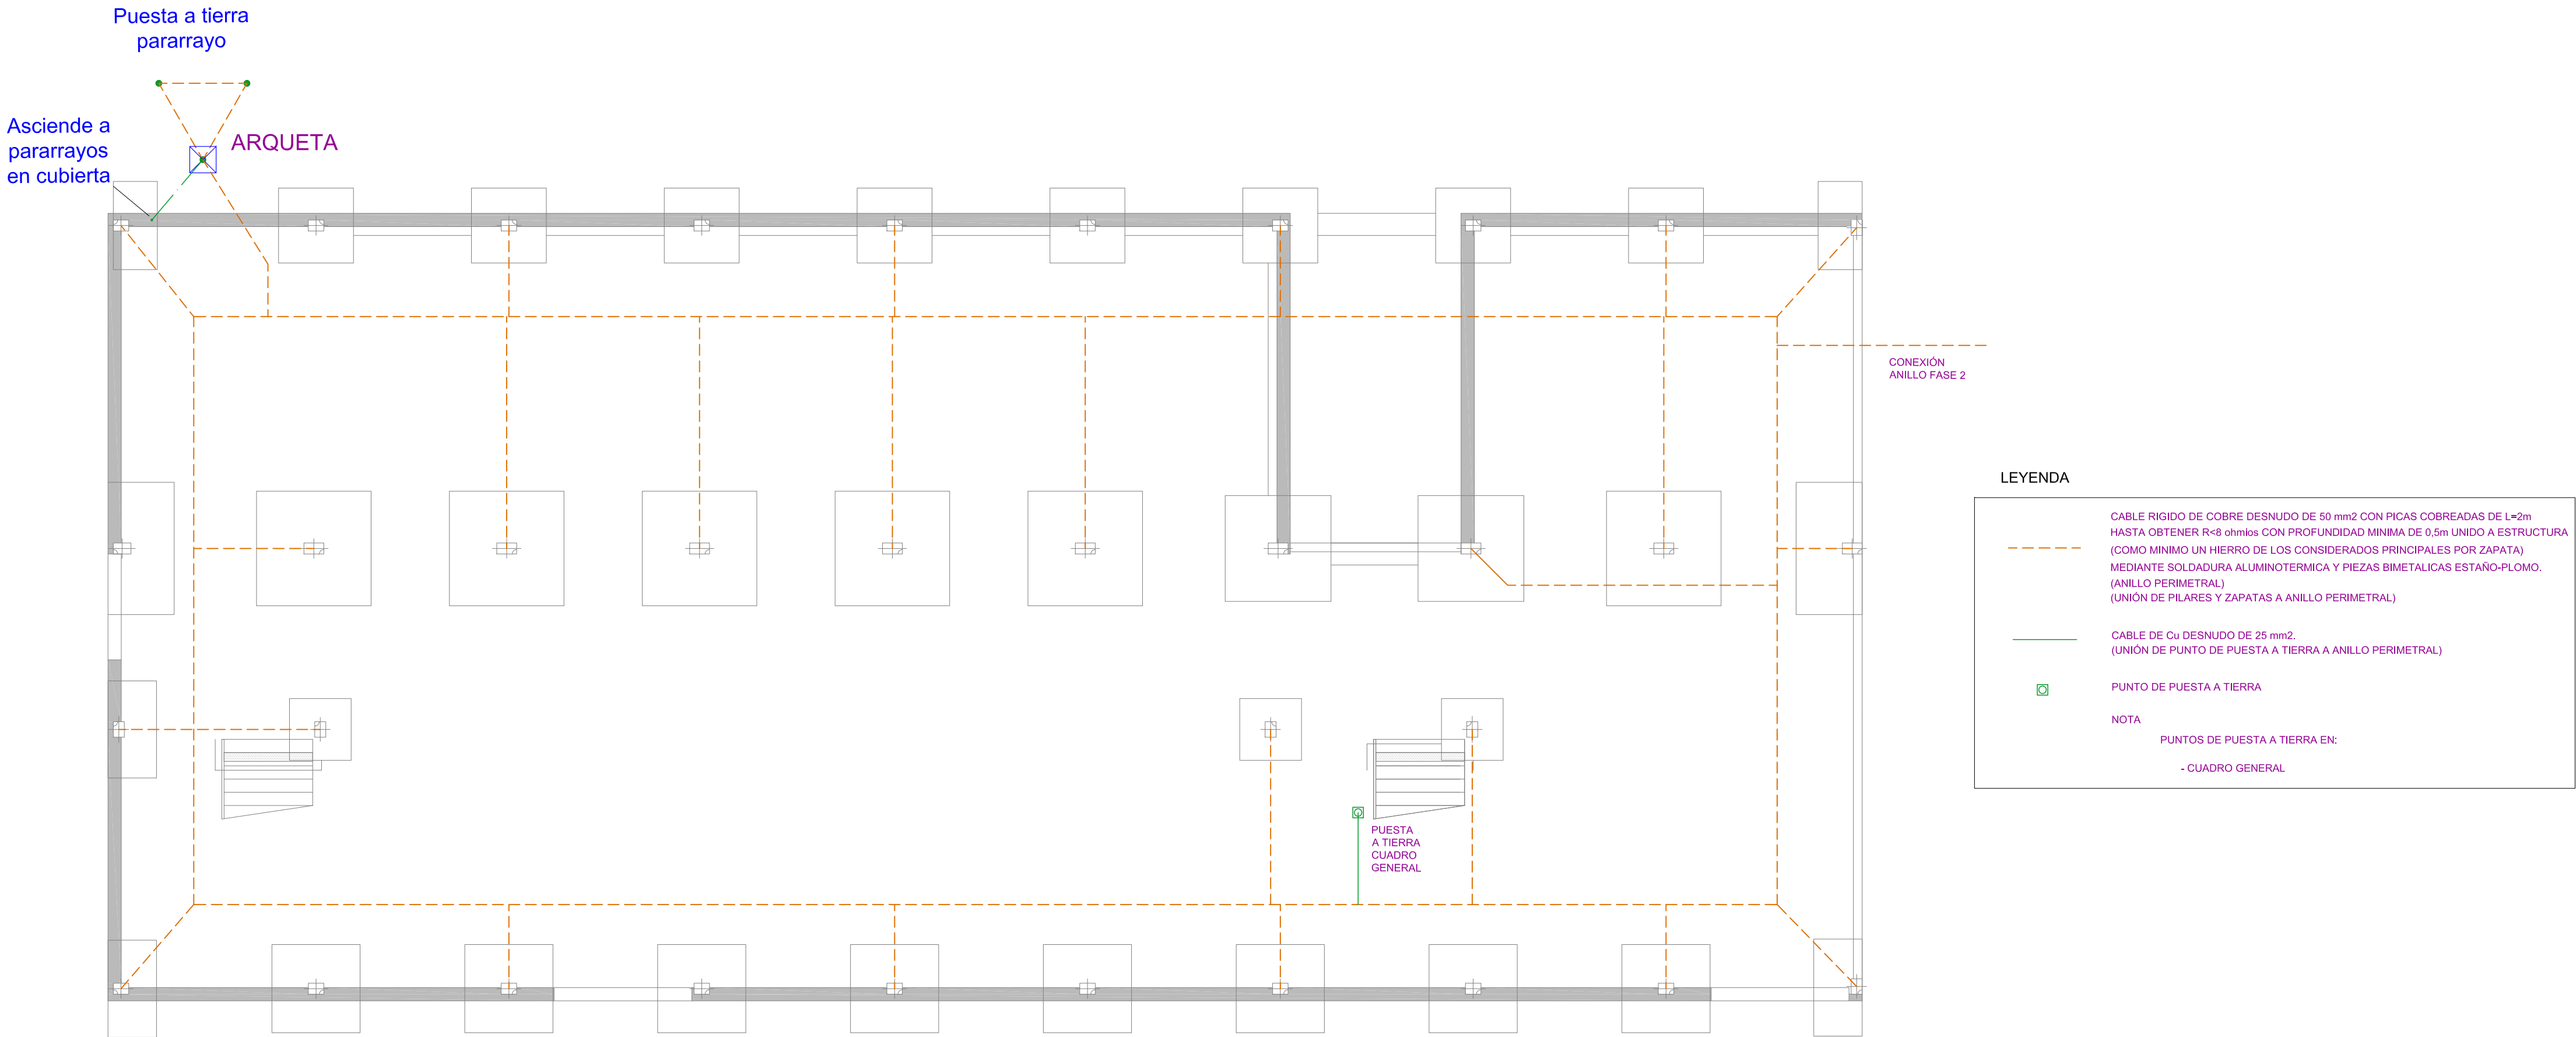 Puesta a tierra
pararrayo
Asciende a
pararrayos
en cubierta
ARQUETA
CONEXIÓN
ANILLO FASE 2
PUESTA
A TIERRA
CUADRO
GENERAL
LEYENDA
CABLE RIGIDO DE COBRE DESNUDO DE 50 mm2 CON PICAS COBREADAS DE L=2m
HASTA OBTENER R<8 ohmios CON PROFUNDIDAD MINIMA DE 0,5m UNIDO A ESTRUCTURA
(COMO MINIMO UN HIERRO DE LOS CONSIDERADOS PRINCIPALES POR ZAPATA)
MEDIANTE SOLDADURA ALUMINOTERMICA Y PIEZAS BIMETALICAS ESTAÑO-PLOMO.
(ANILLO PERIMETRAL)
(UNIÓN DE PILARES Y ZAPATAS A ANILLO PERIMETRAL)
CABLE DE Cu DESNUDO DE 25 mm2.
(UNIÓN DE PUNTO DE PUESTA A TIERRA A ANILLO PERIMETRAL)
PUNTO DE PUESTA A TIERRA
NOTA
PUNTOS DE PUESTA A TIERRA EN:
- CUADRO GENERAL